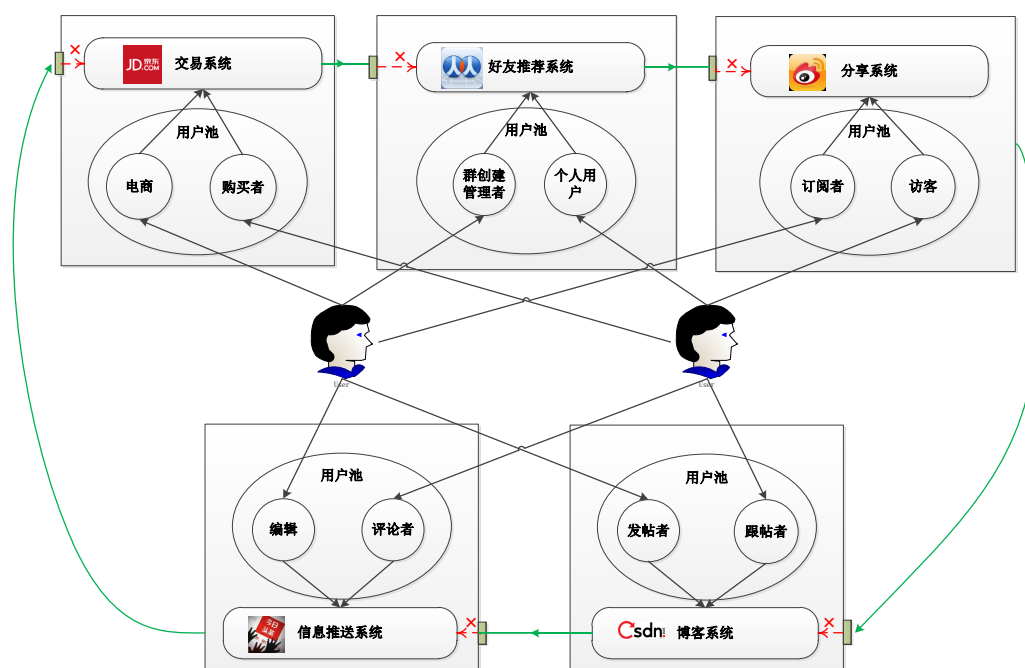 JD 京东
.COM
交易系统
好友推荐系统
分享系统
用户池
用户池
用户池
电商
购买者
群创建
管理者
个人用
户
订阅者
访客
User
User
用户池
用户池
编辑
评论者
发帖者
跟帖者
今日
头条
信息推送系统
Csdn
博客系统